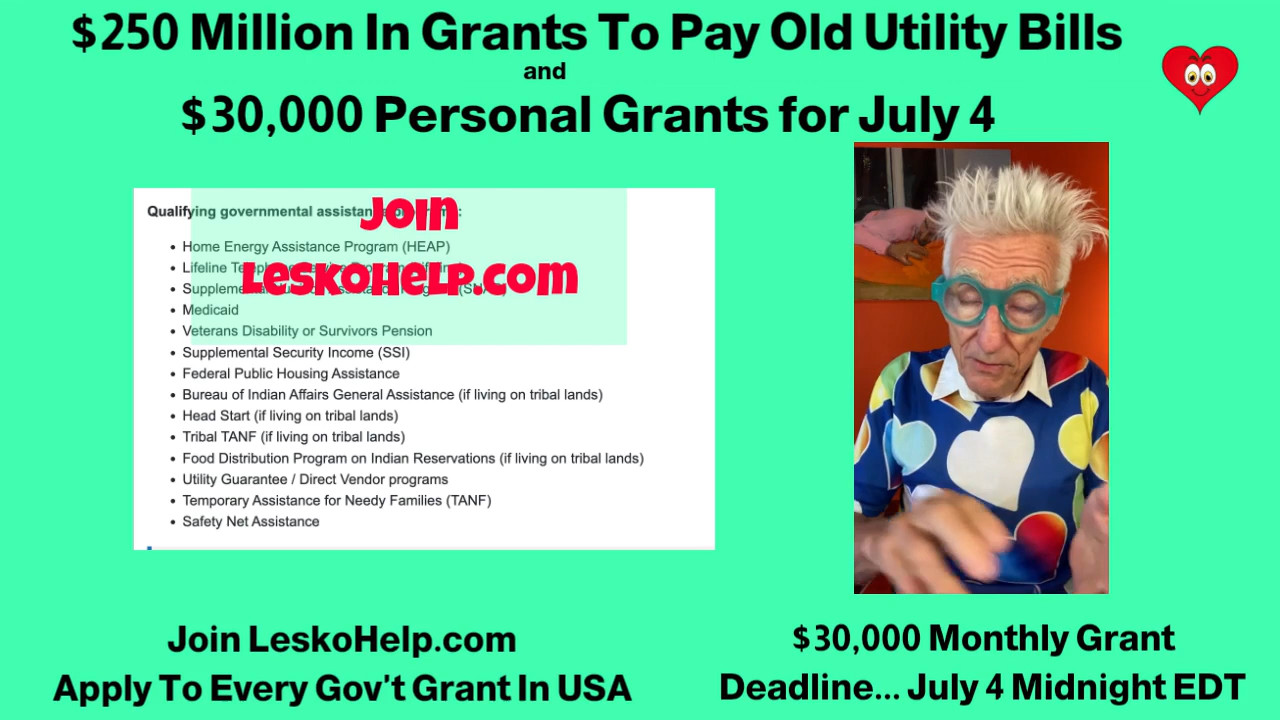 $250 Million In Grants To Pay Old Utility Bills
and
$30,000 Personal Grants for July 4
Qualifying governmental assistance
Join
LeskoHelp.com
Home Energy Assistance Program (HEAP)
Lifeline
Medicaid
Veterans Disability or Survivors Pension
Supplemental Security Income (SSI)
Federal Public Housing Assistance
Bureau of Indian Affairs General Assistance (if living on tribal lands)
Head Start (if living on tribal lands)
Tribal TANF (if living on tribal lands)
Food Distribution Program on Indian Reservations (if living on tribal lands)
Utility Guarantee / Direct Vendor programs
Temporary Assistance for Needy Families (TANF)
Safety Net Assistance
Join LeskoHelp.com
Apply To Every Gov't Grant In USA
$30,000 Monthly Grant
Deadline... July 4 Midnight EDT